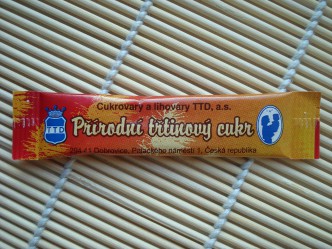 Cukrovary a lihovary TTD, a.s.
TTD
Přírodní třtinový cukr
294 41 Dobrovice, Palackého náměstí 1, Česká republika